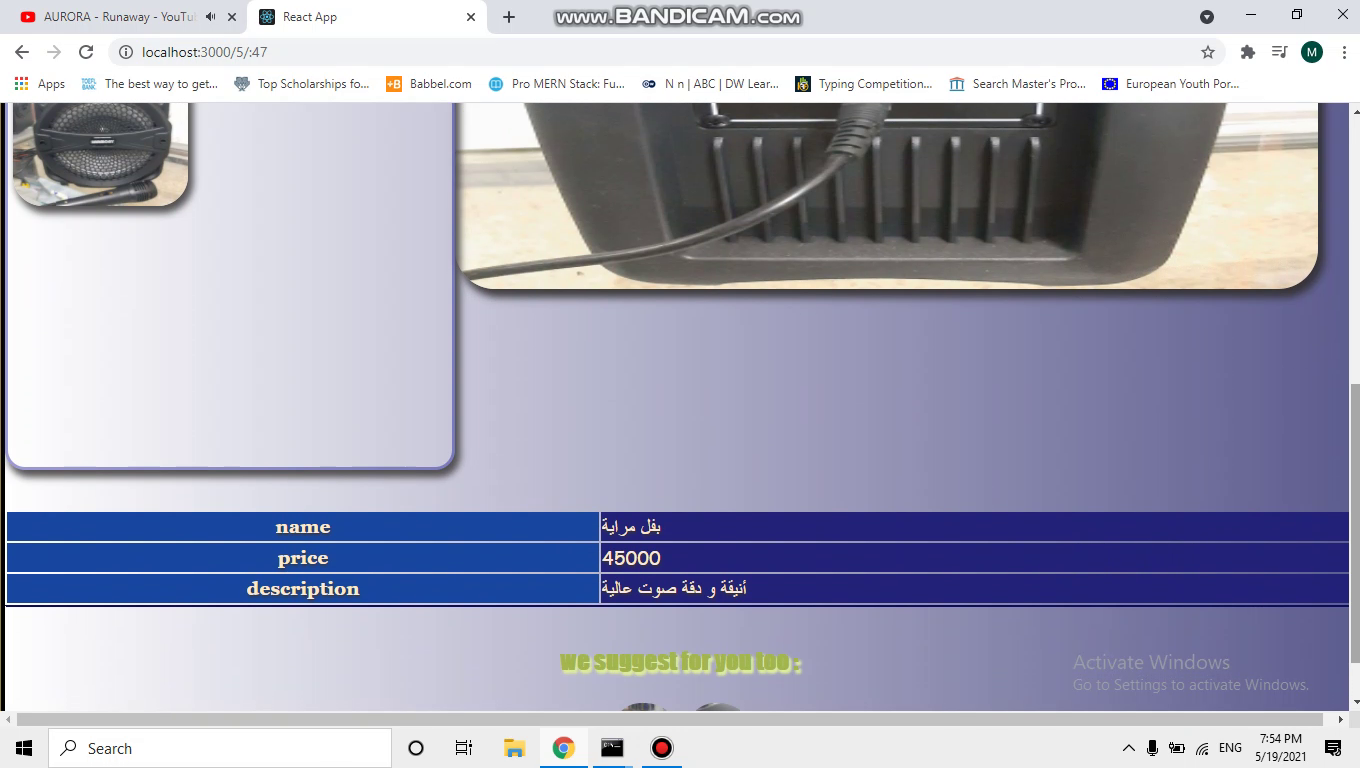 AURORA - Runaway - YouTu
React App
www.BANDICAM.com
localhost:3000/5/:47
M
Apps
TOEFL BANK
The best way to get...
Top Scholarships fo...
+B
Babbel.com
Pro MERN Stack: Fu...
N n | ABC | DW Lear...
Typing Competition...
Search Master's Pro...
European Youth Por...
name
بفل مراية
price
45000
description
أنيقة و دقة صوت عالية
we suggest for you too :
Activate Windows
Go to Settings to activate Windows.
Search
ENG
7:54 PM
5/19/2021